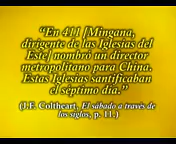 “En 411 [Mingana,
dirigente de las Iglesias del
Este] nombró un director
metropolitano para China.
Estas Iglesias santificaban
el séptimo día.”
(J.F. Coltheart, El sábado a través de
los siglos, p. 11.)